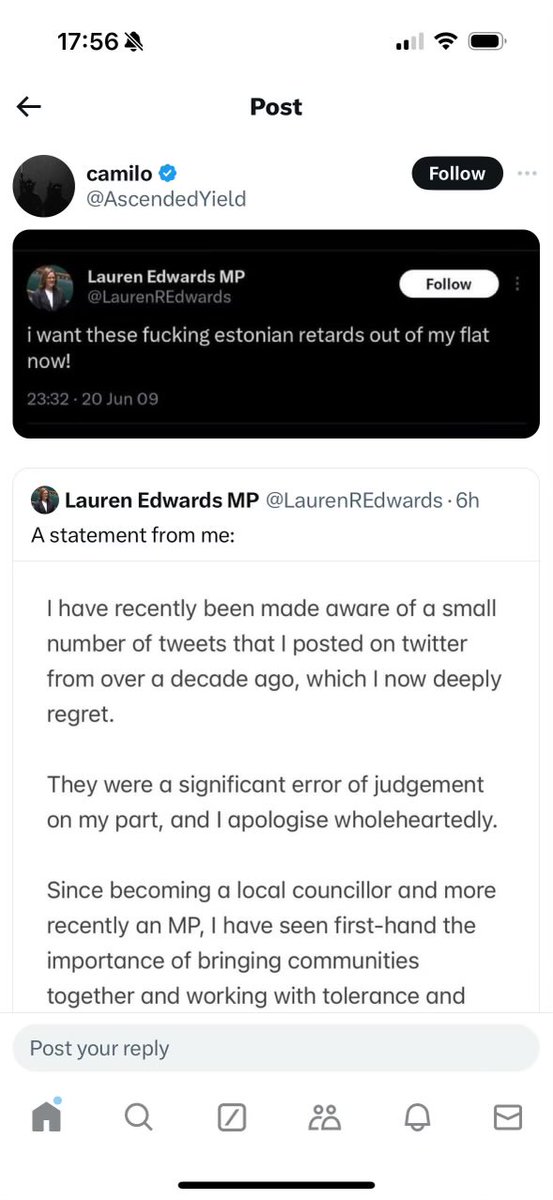 17:56
Post
camilo
@AscendedYield
Follow
Lauren Edwards MP
@LaurenREdwards
Follow
i want these fucking estonian retards out of my flat
now!
23:32 · 20 Jun 09
Lauren Edwards MP @LaurenREdwards · 6h
A statement from me:
I have recently been made aware of a small
number of tweets that I posted on twitter
from over a decade ago, which I now deeply
regret.
They were a significant error of judgement
on my part, and I apologise wholeheartedly.
Since becoming a local councillor and more
recently an MP, I have seen first-hand the
importance of bringing communities
together and working with tolerance and
Post your reply